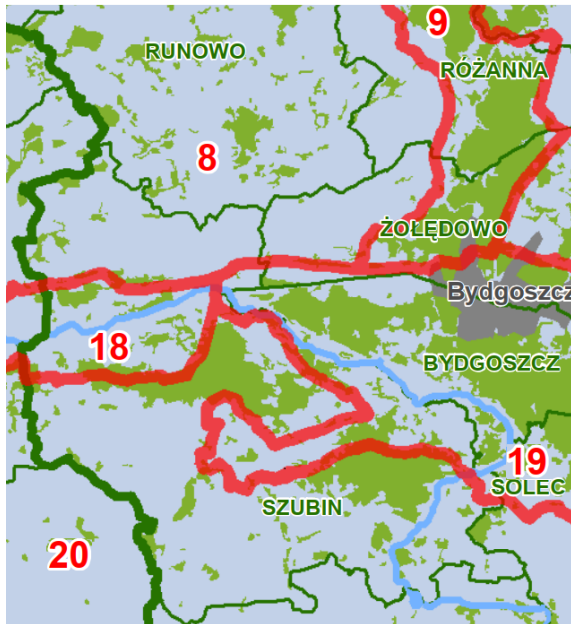 9
RUNOWO
RÓŻANNA
8
ŻOŁĘDOWO
Bydgoszcz
18
BYDGOSZCZ
19
SOLEC
SZUBIN
20